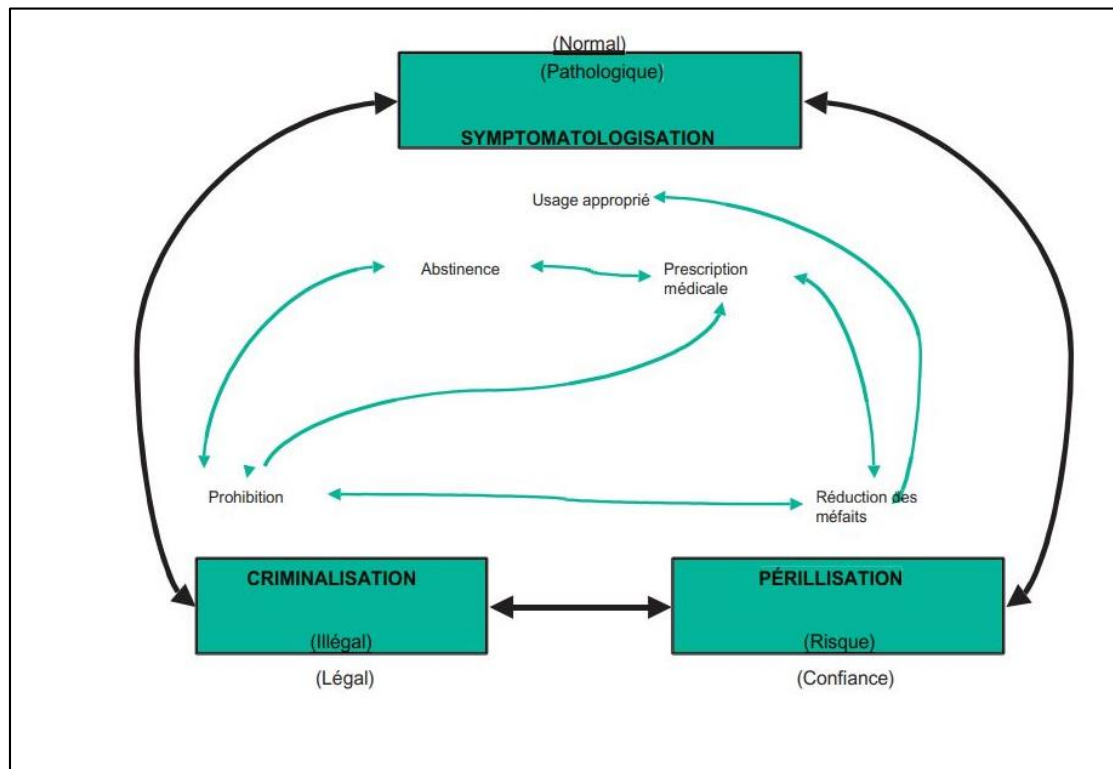 (Normal)
(Pathologique)
SYMPTOMATOLOGISATION
Usage approprié
Abstinence
Prescription
médicale
Prohibition
Réduction des
méfaits
CRIMINALISATION
(Illégal)
(Légal)
PÉRILLISATION
(Risque)
(Confiance)